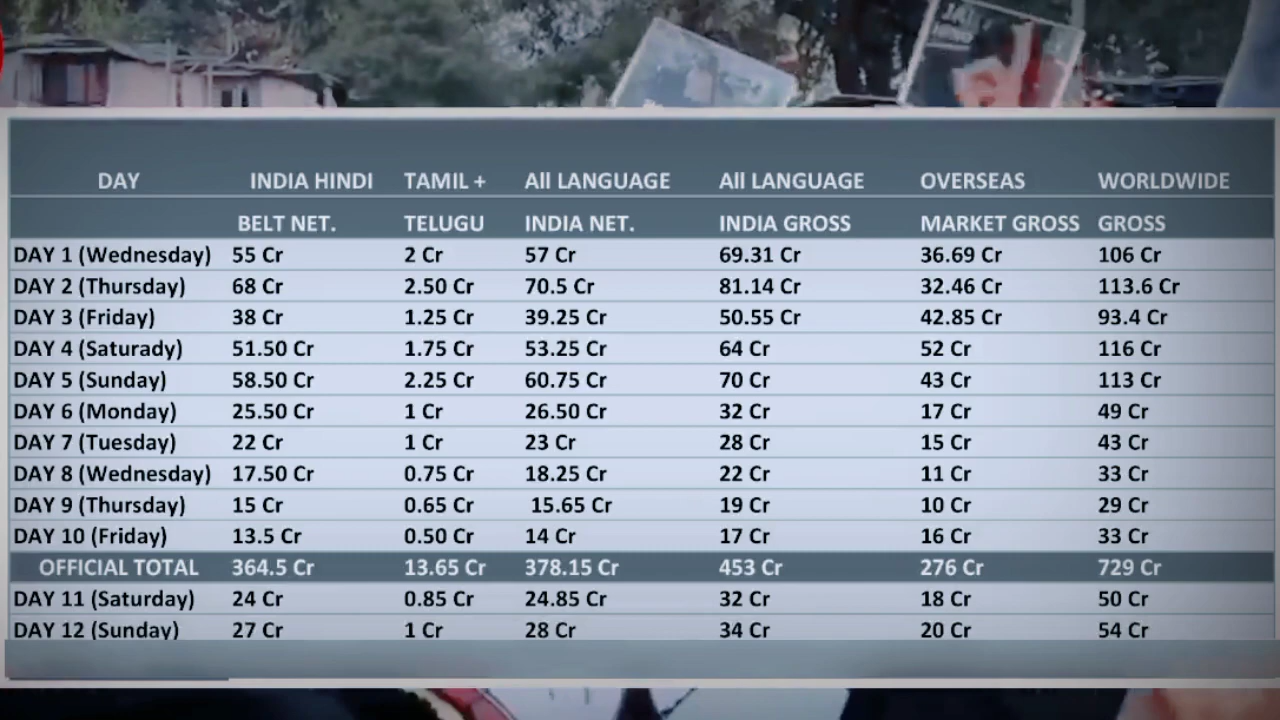 DAY INDIA HINDI TAMIL + All LANGUAGE All LANGUAGE OVERSEAS WORLDWIDE
BELT NET. TELUGU INDIA NET. INDIA GROSS MARKET GROSS GROSS
DAY 1 (Wednesday) 55 Cr 2 Cr 57 Cr 69.31 Cr 36.69 Cr 106 Cr
DAY 2 (Thursday) 68 Cr 2.50 Cr 70.5 Cr 81.14 Cr 32.46 Cr 113.6 Cr
DAY 3 (Friday) 38 Cr 1.25 Cr 39.25 Cr 50.55 Cr 42.85 Cr 93.4 Cr
DAY 4 (Saturady) 51.50 Cr 1.75 Cr 53.25 Cr 64 Cr 52 Cr 116 Cr
DAY 5 (Sunday) 58.50 Cr 2.25 Cr 60.75 Cr 70 Cr 43 Cr 113 Cr
DAY 6 (Monday) 25.50 Cr 1 Cr 26.50 Cr 32 Cr 17 Cr 49 Cr
DAY 7 (Tuesday) 22 Cr 1 Cr 23 Cr 28 Cr 15 Cr 43 Cr
DAY 8 (Wednesday) 17.50 Cr 0.75 Cr 18.25 Cr 22 Cr 11 Cr 33 Cr
DAY 9 (Thursday) 15 Cr 0.65 Cr 15.65 Cr 19 Cr 10 Cr 29 Cr
DAY 10 (Friday) 13.5 Cr 0.50 Cr 14 Cr 17 Cr 16 Cr 33 Cr
OFFICIAL TOTAL 364.5 Cr 13.65 Cr 378.15 Cr 453 Cr 276 Cr 729 Cr
DAY 11 (Saturday) 24 Cr 0.85 Cr 24.85 Cr 32 Cr 18 Cr 50 Cr
DAY 12 (Sunday) 27 Cr 1 Cr 28 Cr 34 Cr 20 Cr 54 Cr